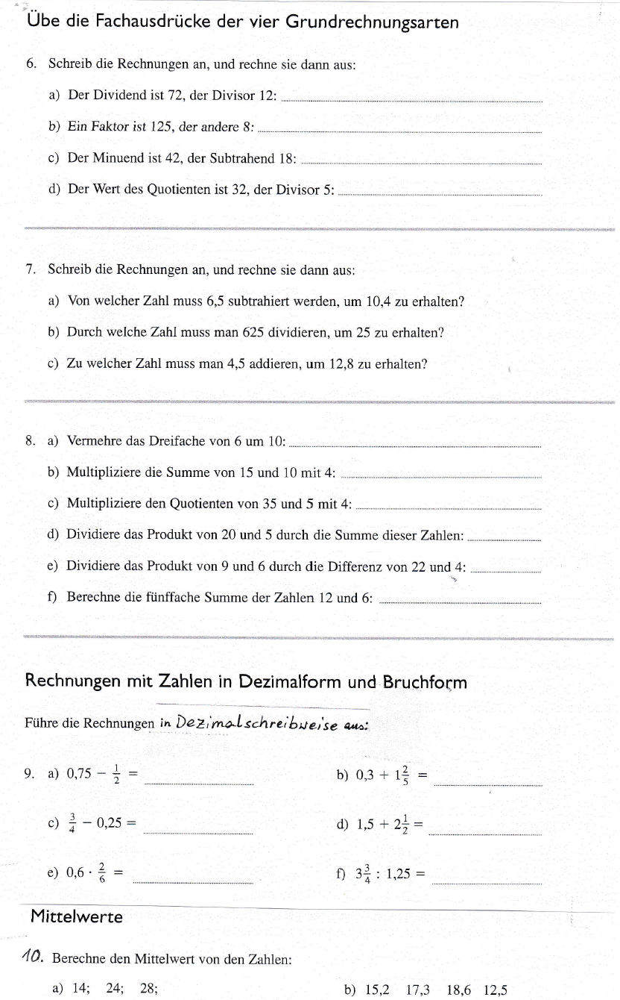 Übe die Fachausdrücke der vier Grundrechnungsarten
6. Schreib die Rechnungen an, und rechne sie dann aus:
a) Der Dividend ist 72, der Divisor 12:
b) Ein Faktor ist 125, der andere 8:
c) Der Minuend ist 42, der Subtrahend 18:
d) Der Wert des Quotienten ist 32, der Divisor 5:
7. Schreib die Rechnungen an, und rechne sie dann aus:
a) Von welcher Zahl muss 6,5 subtrahiert werden, um 10,4 zu erhalten?
b) Durch welche Zahl muss man 625 dividieren, um 25 zu erhalten?
c) Zu welcher Zahl muss man 4,5 addieren, um 12,8 zu erhalten?
8. a) Vermehre das Dreifache von 6 um 10:
b) Multipliziere die Summe von 15 und 10 mit 4:
c) Multipliziere den Quotienten von 35 und 5 mit 4:
d) Dividiere das Produkt von 20 und 5 durch die Summe dieser Zahlen:
e) Dividiere das Produkt von 9 und 6 durch die Differenz von 22 und 4:
f) Berechne die fünffache Summe der Zahlen 12 und 6:
Rechnungen mit Zahlen in Dezimalform und Bruchform
Führe die Rechnungen in Dezimalschreibweise aus:
9. a) 0,75 − 1/2 = b) 0,3 + 1 2/5 =
c) 3/4 − 0,25 = d) 1,5 + 2 1/2 =
e) 0,6 · 2/6 = f) 3 3/4 : 1,25 =
Mittelwerte
10. Berechne den Mittelwert von den Zahlen:
a) 14; 24; 28; b) 15,2 17,3 18,6 12,5